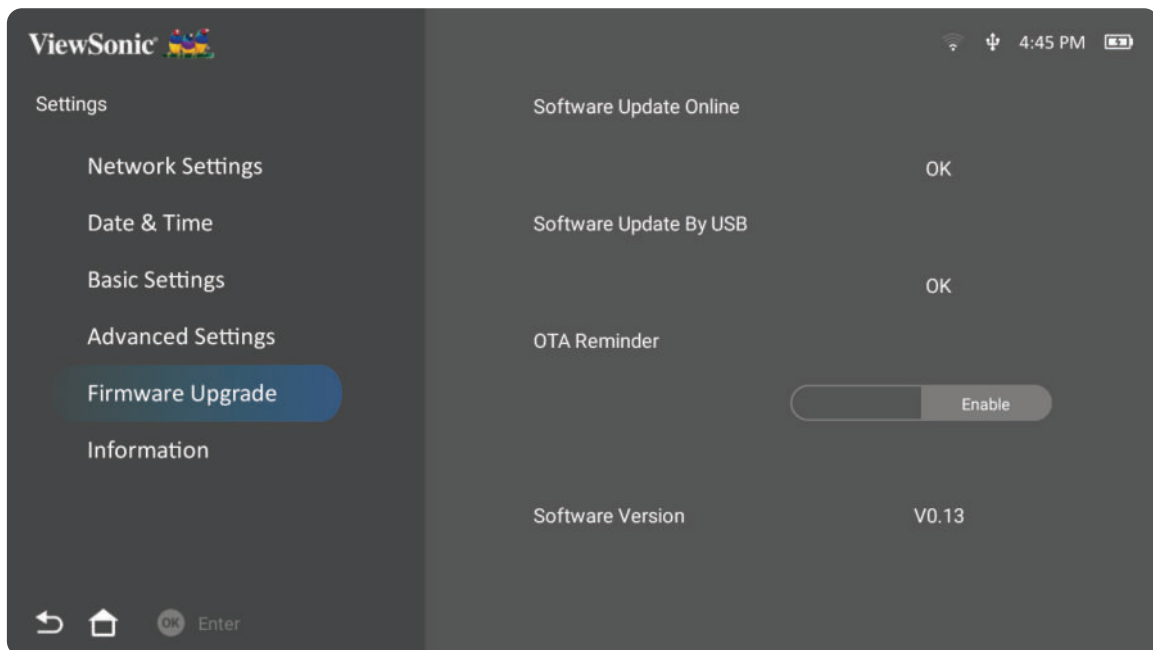 ViewSonic
4:45 PM
Settings
Network Settings
Date & Time
Basic Settings
Advanced Settings
Firmware Upgrade
Information
OK Enter
Software Update Online
OK
Software Update By USB
OK
OTA Reminder
Enable
Software Version V0.13